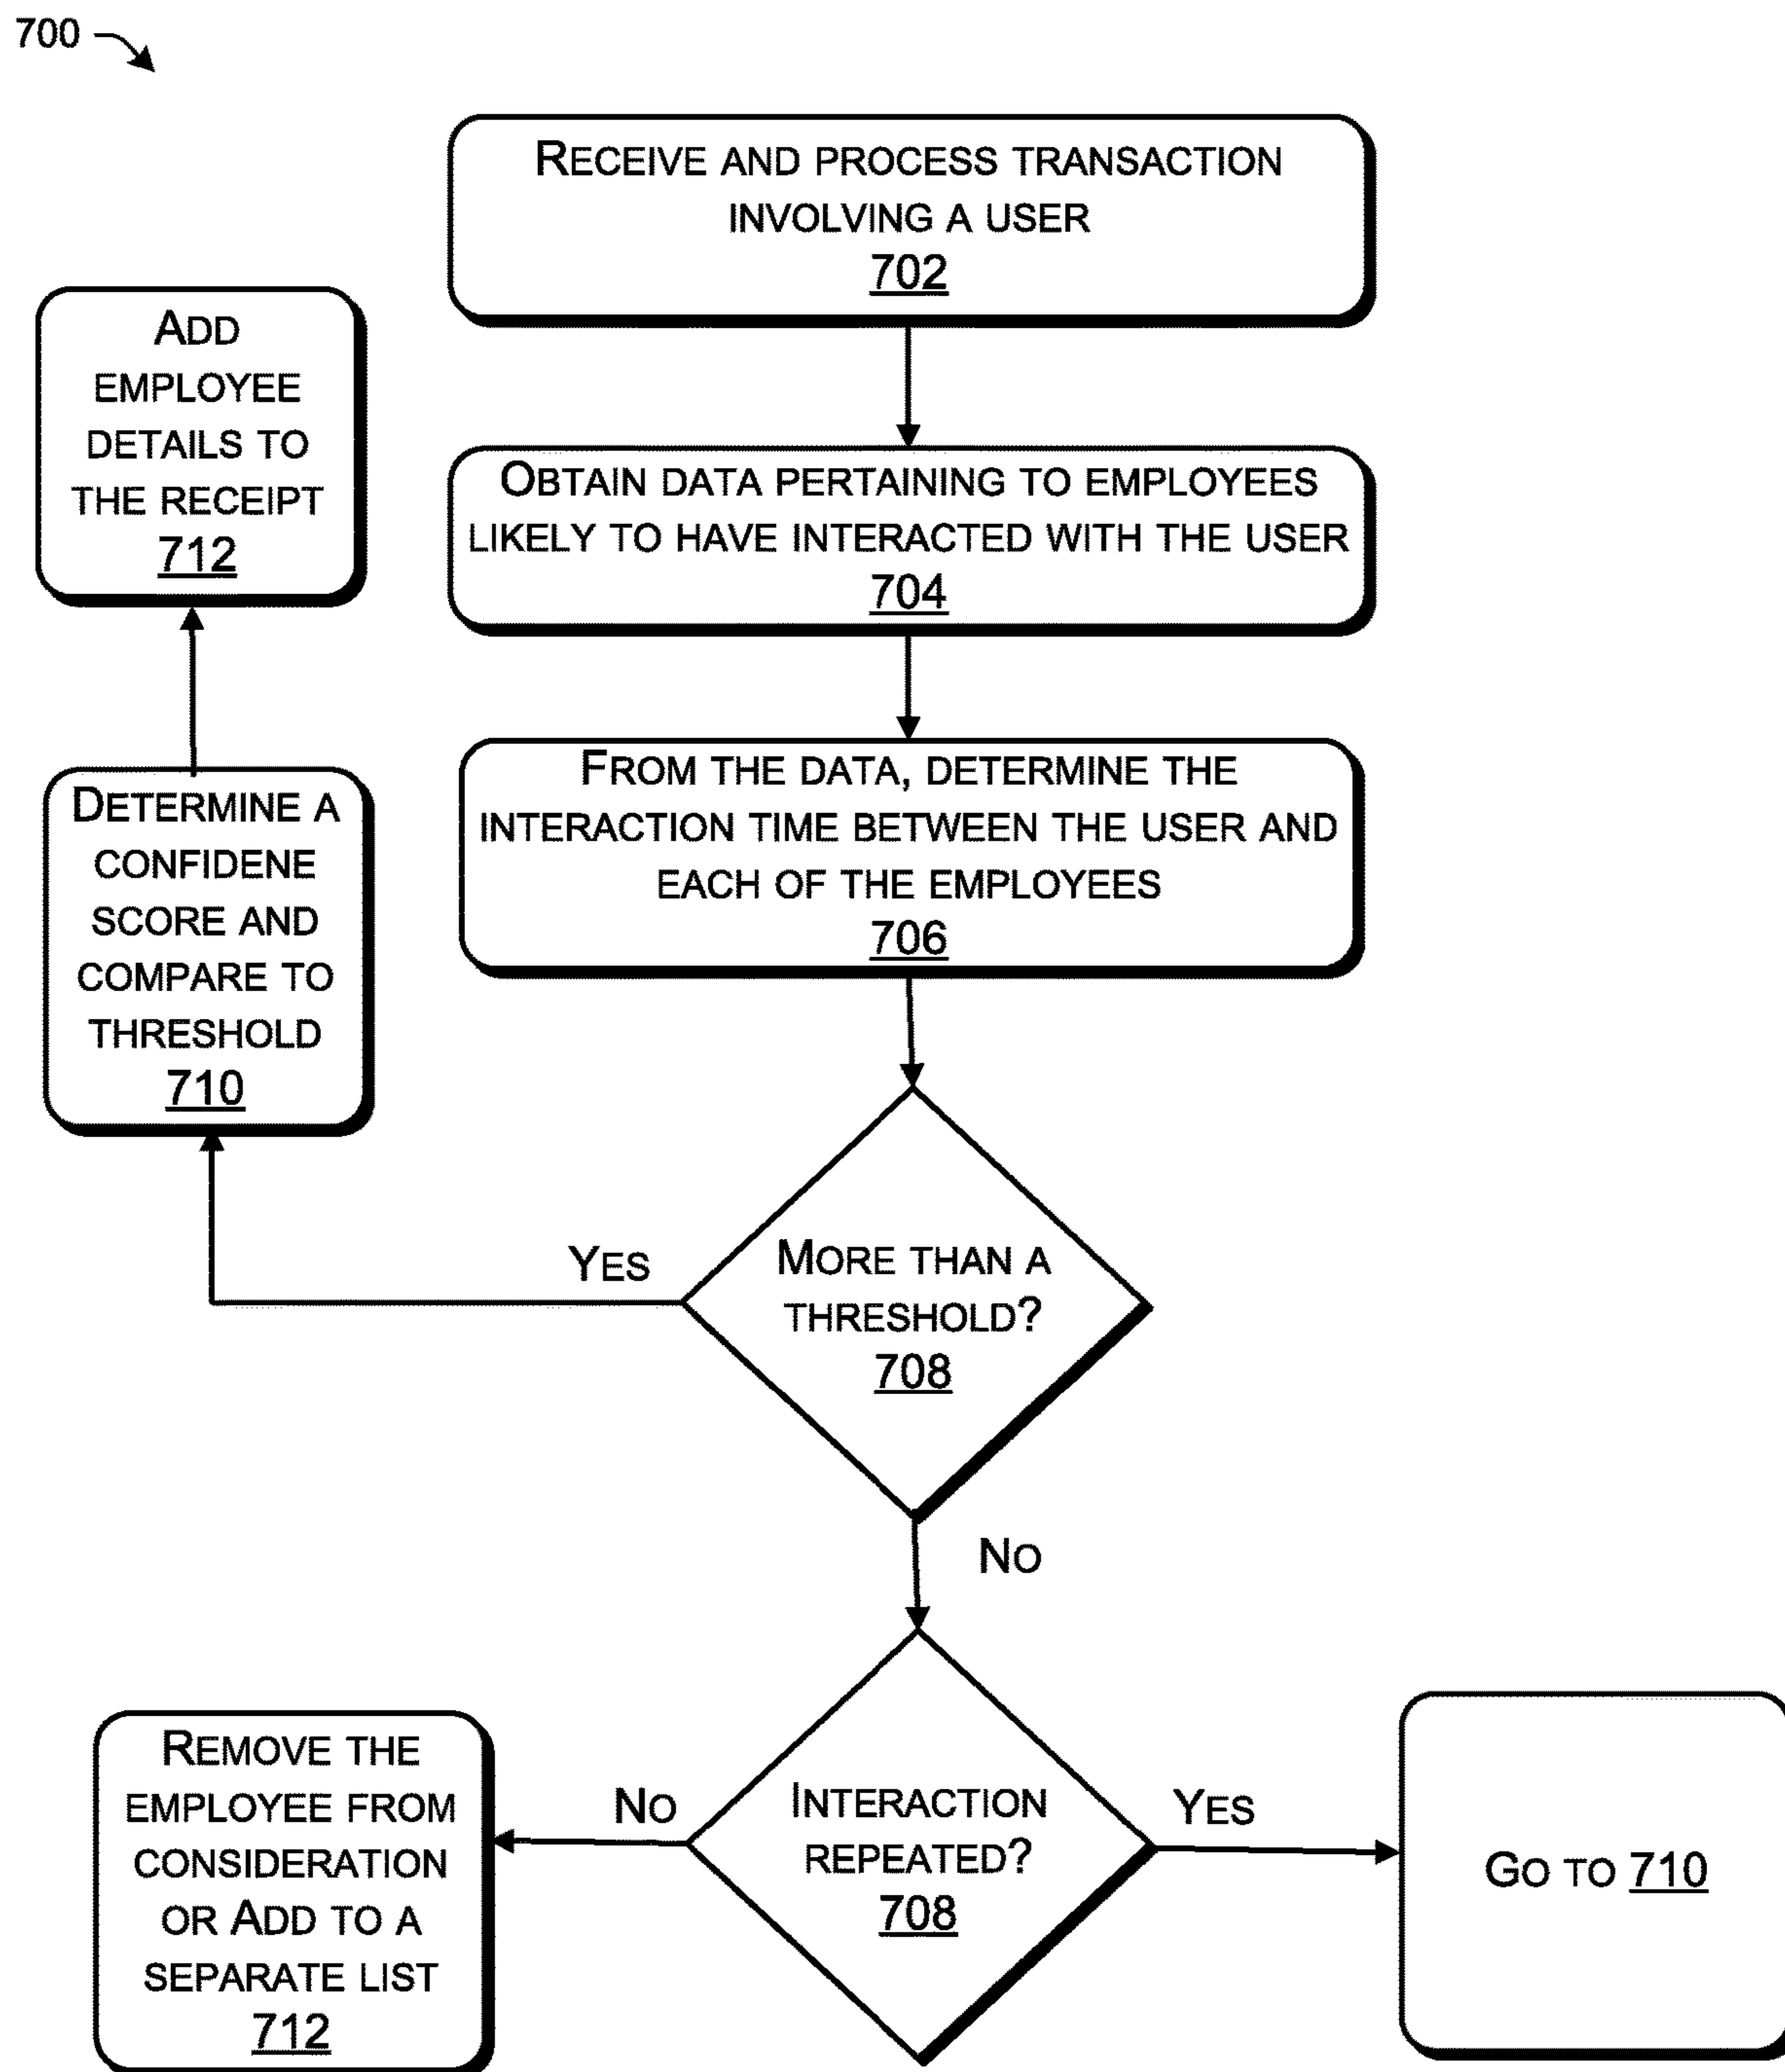 700
RECEIVE AND PROCESS TRANSACTION
INVOLVING A USER
702
OBTAIN DATA PERTAINING TO EMPLOYEES
LIKELY TO HAVE INTERACTED WITH THE USER
704
FROM THE DATA, DETERMINE THE
INTERACTION TIME BETWEEN THE USER AND
EACH OF THE EMPLOYEES
706
MORE THAN A
THRESHOLD?
708
YES
DETERMINE A
CONFIDENE
SCORE AND
COMPARE TO
THRESHOLD
710
ADD
EMPLOYEE
DETAILS TO
THE RECEIPT
712
NO
INTERACTION
REPEATED?
708
NO
REMOVE THE
EMPLOYEE FROM
CONSIDERATION
OR ADD TO A
SEPARATE LIST
712
YES
GO TO 710